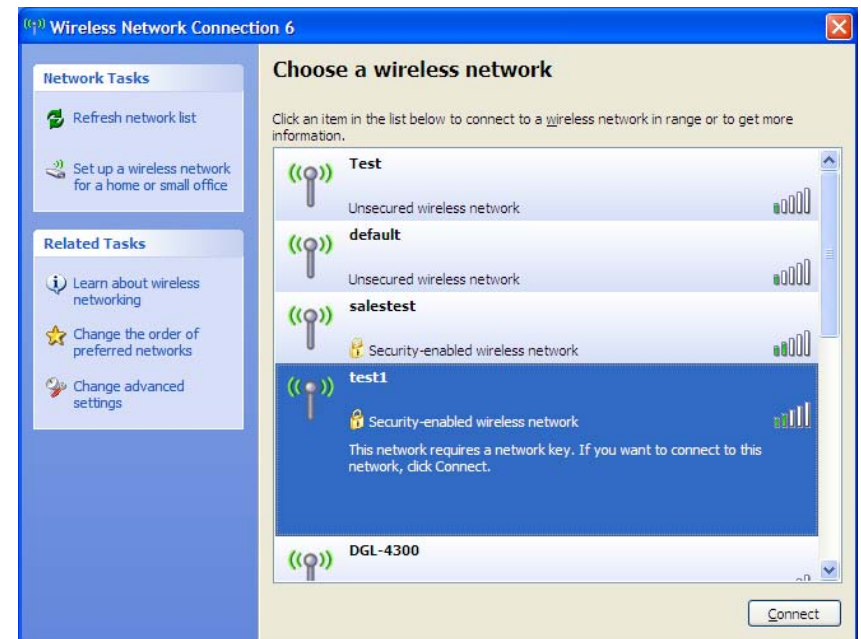 Wireless Network Connection 6
Network Tasks
Refresh network list
Set up a wireless network
for a home or small office
Related Tasks
Learn about wireless
networking
Change the order of
preferred networks
Change advanced
settings
Choose a wireless network
Click an item in the list below to connect to a wireless network in range or to get more
information.
Test
Unsecured wireless network
default
Unsecured wireless network
salestest
Security-enabled wireless network
test1
Security-enabled wireless network
This network requires a network key. If you want to connect to this
network, click Connect.
DGL-4300
Connect